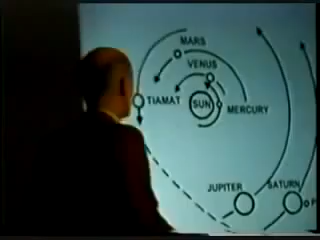 MARS
VENUS
TIAMAT
SUN
MERCURY
JUPITER
SATURN
P